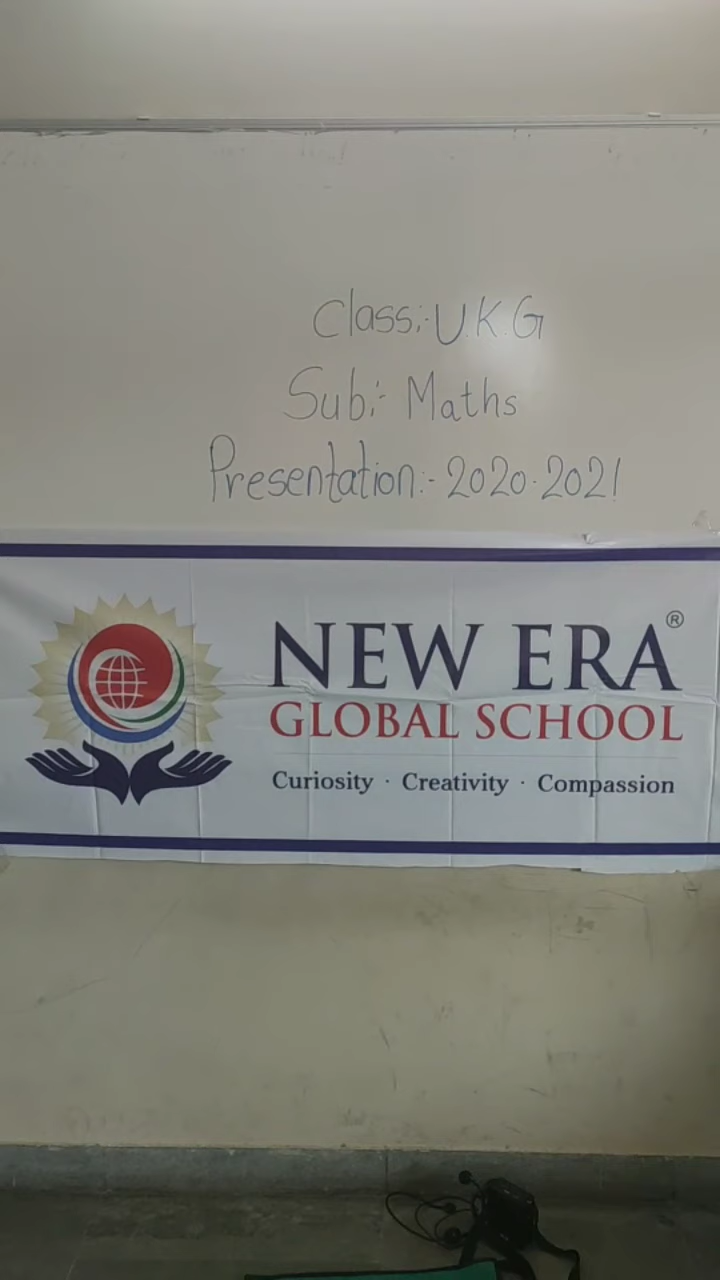 Class:- U.K.G
Sub:- Maths
Presentation:- 2020-2021
NEW ERA®
GLOBAL SCHOOL
Curiosity · Creativity · Compassion